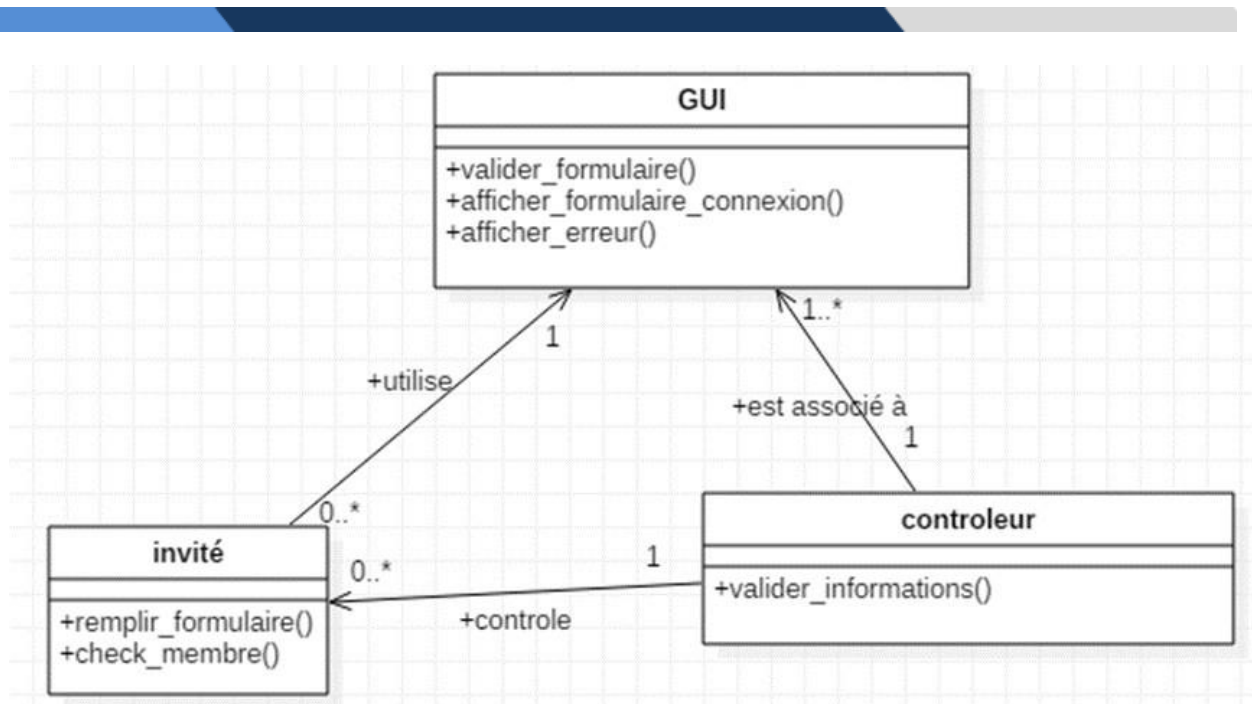 GUI
+valider_formulaire()
+afficher_formulaire_connexion()
+afficher_erreur()
1..*
1
+utilise
+est associé à
1
0..*
controleur
+valider_informations()
invité
+remplir_formulaire()
+check_membre()
0..*
1
+controle